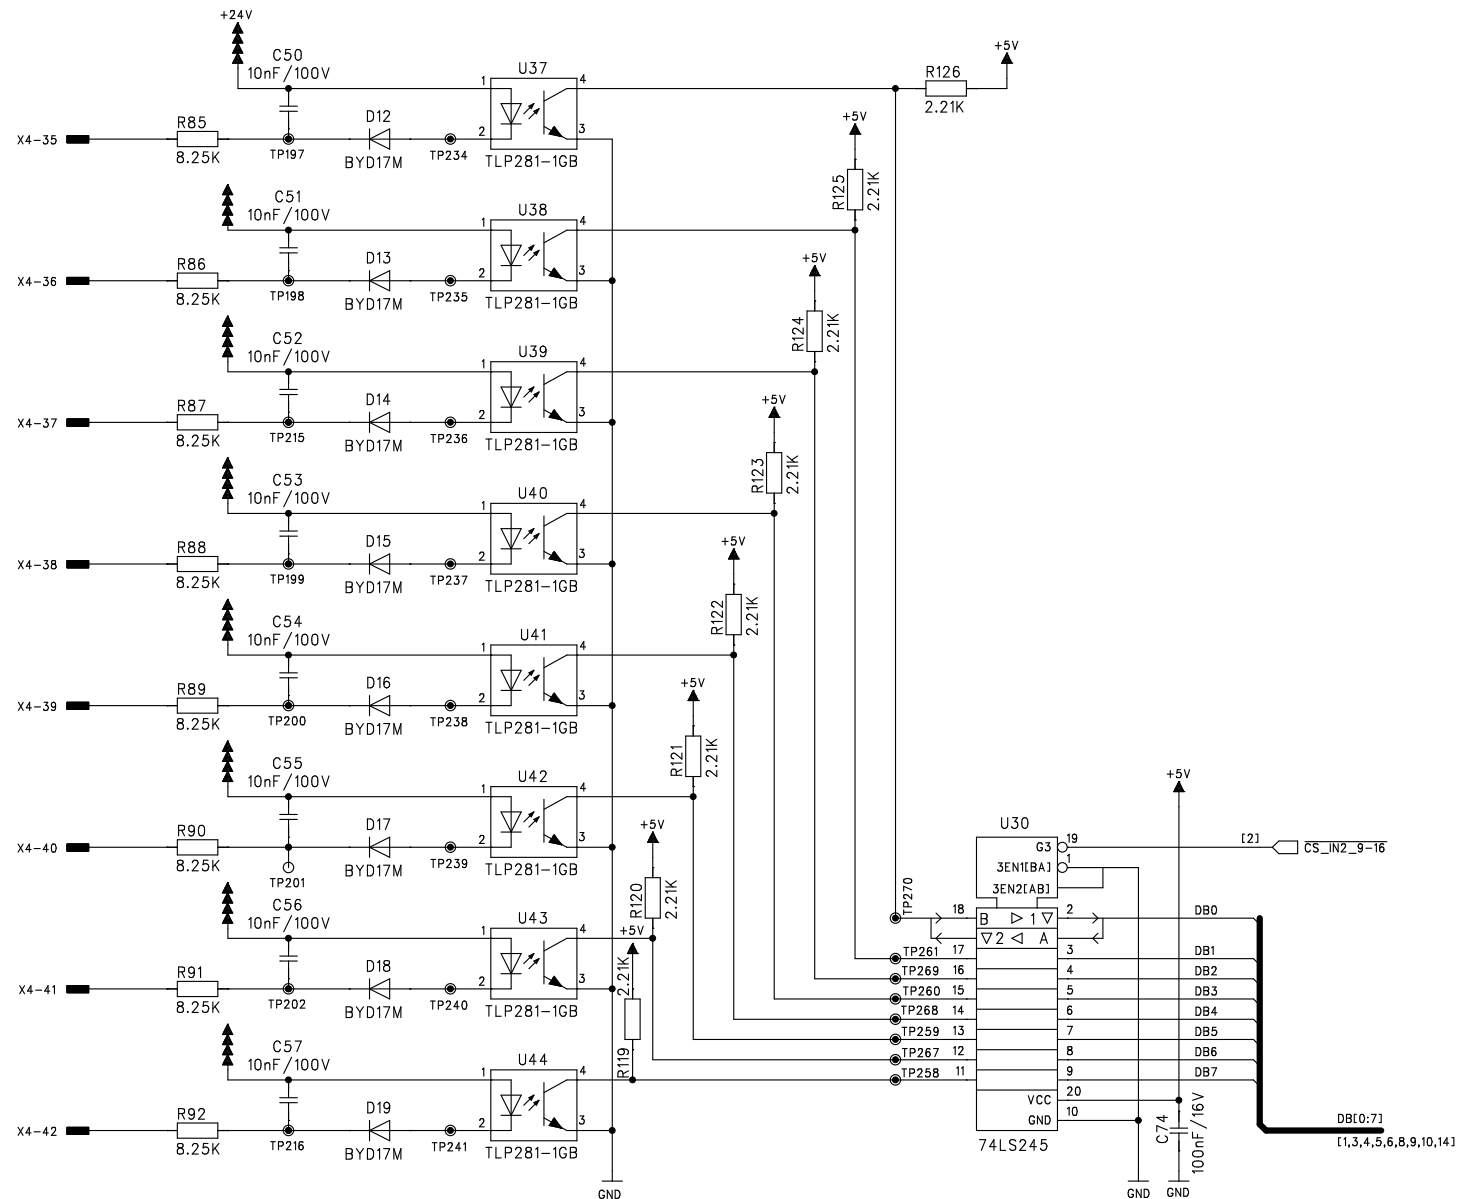 +24V
C50
10nF/100V
U37
1
4
R126
2.21K
+5V
X4-35
R85
8.25K
TP197
D12
BYD17M
TP234
2
3
TLP281-1GB
+5V
R125
2.21K
C51
10nF/100V
U38
1
4
X4-36
R86
8.25K
TP198
D13
BYD17M
TP235
2
3
TLP281-1GB
+5V
R124
2.21K
C52
10nF/100V
U39
1
4
X4-37
R87
8.25K
TP215
D14
BYD17M
TP236
2
3
TLP281-1GB
+5V
R123
2.21K
C53
10nF/100V
U40
1
4
X4-38
R88
8.25K
TP199
D15
BYD17M
TP237
2
3
TLP281-1GB
+5V
R122
2.21K
C54
10nF/100V
U41
1
4
X4-39
R89
8.25K
TP200
D16
BYD17M
TP238
2
3
TLP281-1GB
+5V
R121
2.21K
C55
10nF/100V
U42
1
4
X4-40
R90
8.25K
TP201
D17
BYD17M
TP239
2
3
TLP281-1GB
+5V
R120
2.21K
C56
10nF/100V
U43
1
4
X4-41
R91
8.25K
TP202
D18
BYD17M
TP240
2
3
TLP281-1GB
+5V
2.21K
R119
C57
10nF/100V
U44
1
4
X4-42
R92
8.25K
TP216
D19
BYD17M
TP241
2
3
TLP281-1GB
GND
+5V
U30
G3
19
[2]
CS_IN2_9-16
3EN1[BA]
1
3EN2[AB]
TP270
18
B
1
2
DB0
2
A
TP261
17
3
DB1
TP269
16
4
DB2
TP260
15
5
DB3
TP268
14
6
DB4
TP259
13
7
DB5
TP267
12
8
DB6
TP258
11
9
DB7
VCC
20
GND
10
74LS245
C74
100nF/16V
GND
GND
DB[0:7]
[1,3,4,5,6,8,9,10,14]